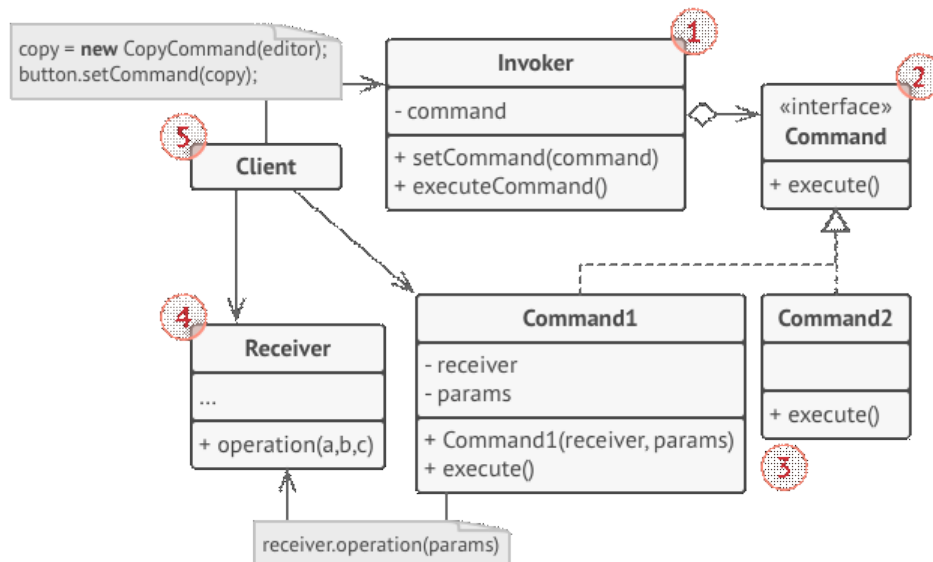 copy = new CopyCommand(editor);
button.setCommand(copy);
1
Invoker
- command
+ setCommand(command)
+ executeCommand()
2
«interface»
Command
+ execute()
5
Client
4
Receiver
...
+ operation(a,b,c)
Command1
- receiver
- params
+ Command1(receiver, params)
+ execute()
Command2
+ execute()
3
receiver.operation(params)